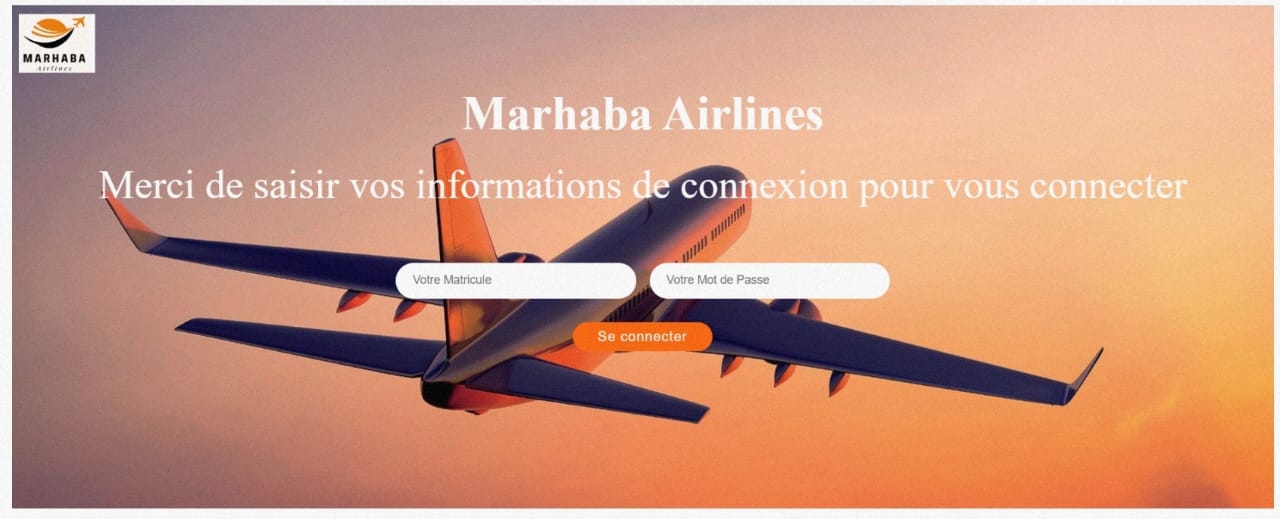 MARHABA
Airlines
Marhaba Airlines
Merci de saisir vos informations de connexion pour vous connecter
Votre Matricule
Votre Mot de Passe
Se connecter